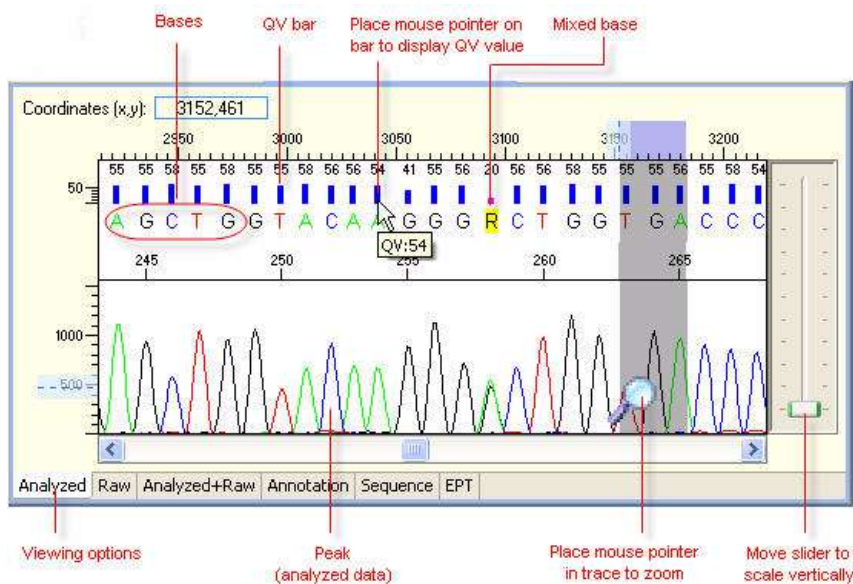 Bases
QV bar
Place mouse pointer on
bar to display QV value
Mixed base
Coordinates (x,y): 3152,461
2950 3000 3050 3100 3150 3200
55 55 58 55 58 55 55 58 56 56 54 41 55 56 20 56 56 58 55 55 55 56 55 58 54
50
A G C T G G T A C A A G G G R C T G G T G A C C C
QV:54
245 250 255 260 265
1000
500
Analyzed Raw Analyzed+Raw Annotation Sequence EPT
Viewing options
Peak
(analyzed data)
Place mouse pointer
in trace to zoom
Move slider to
scale vertically